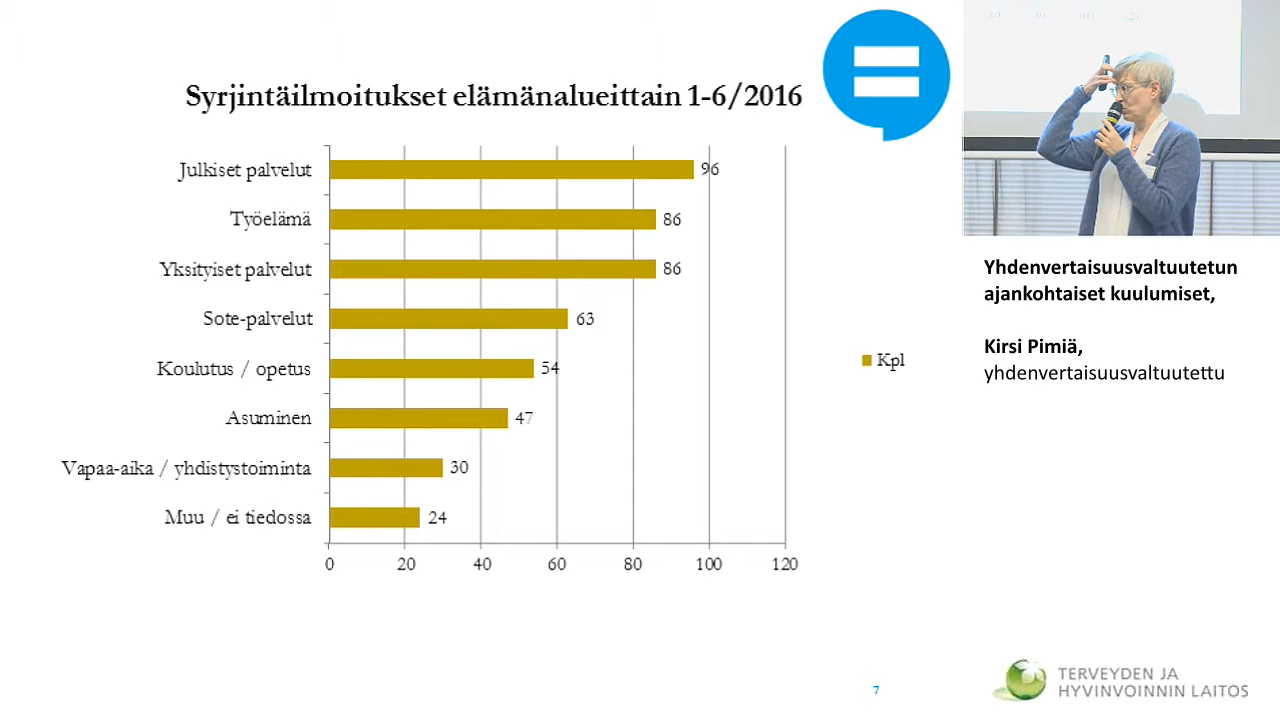 Syrjintäilmoitukset elämänalueittain 1-6/2016
Julkiset palvelut
96
Työelämä
86
Yksityiset palvelut
86
Sote-palvelut
63
Koulutus / opetus
54
Asuminen
47
Vapaa-aika / yhdistystoiminta
30
Muu / ei tiedossa
24
0 20 40 60 80 100 120
Kpl
Yhdenvertaisuusvaltuutetun
ajankohtaiset kuulumiset,
Kirsi Pimiä,
yhdenvertaisuusvaltuutettu
7
TERVEYDEN JA
HYVINVOINNIN LAITOS